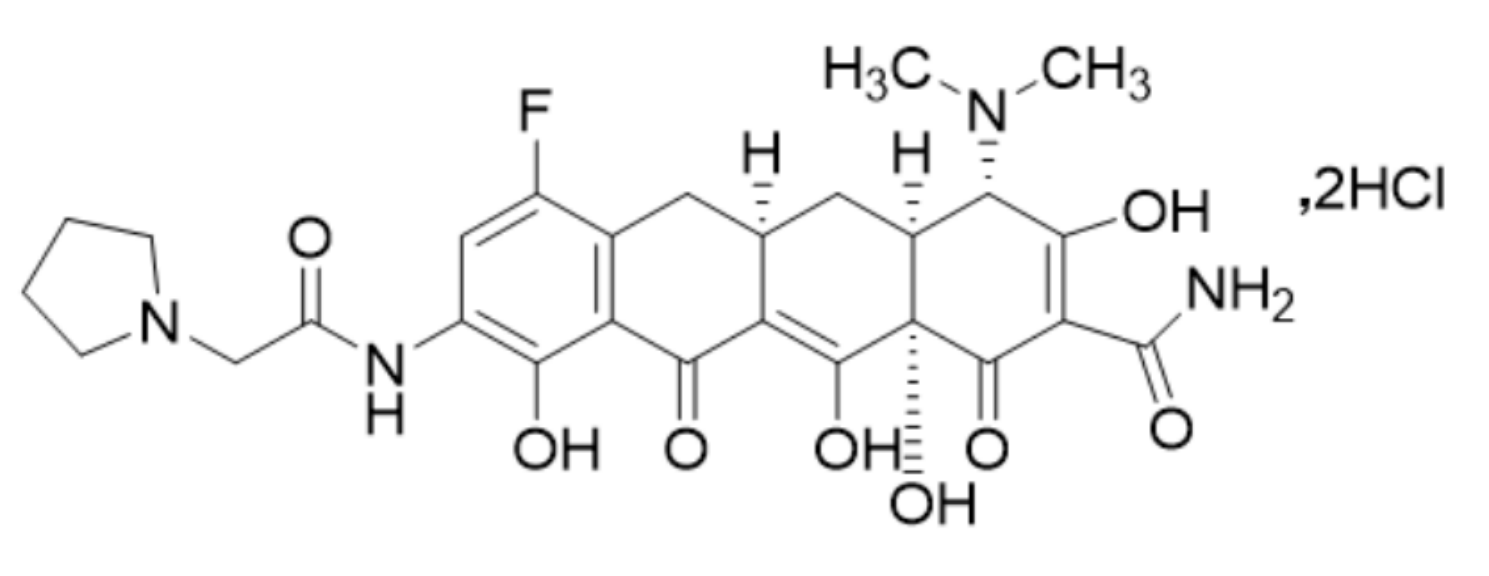 H₃C CH₃
N
F
H H
,2HCl
OH
O
NH₂
N
N
H
O
OH O OH O
OH